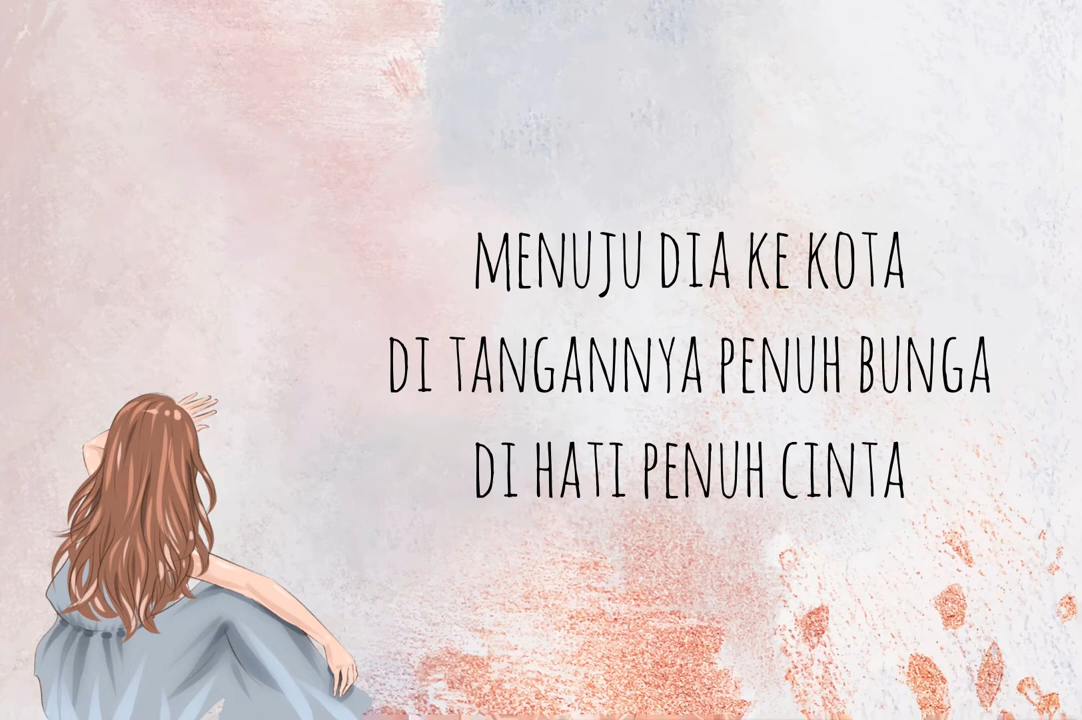 MENUJU DIA KE KOTA
DI TANGANNYA PENUH BUNGA
DI HATI PENUH CINTA